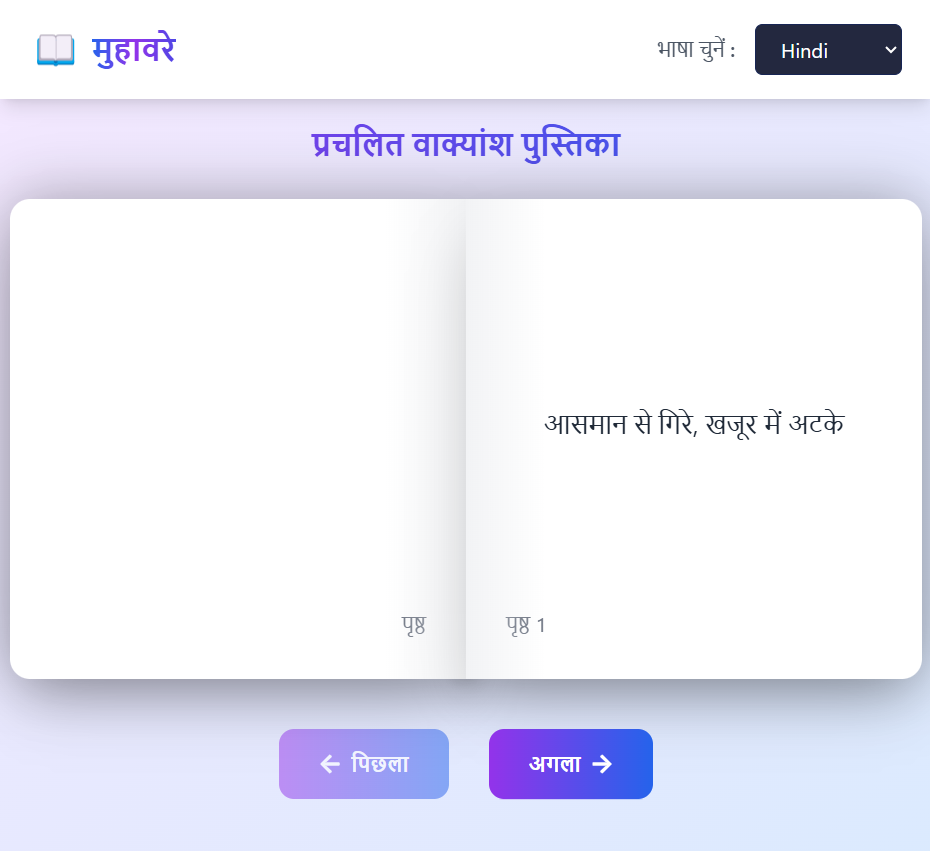 मुहावरे
भाषा चुनें :
Hindi
प्रचलित वाक्यांश पुस्तिका
आसमान से गिरे, खजूर में अटके
पृष्ठ
पृष्ठ 1
← पिछला
अगला →